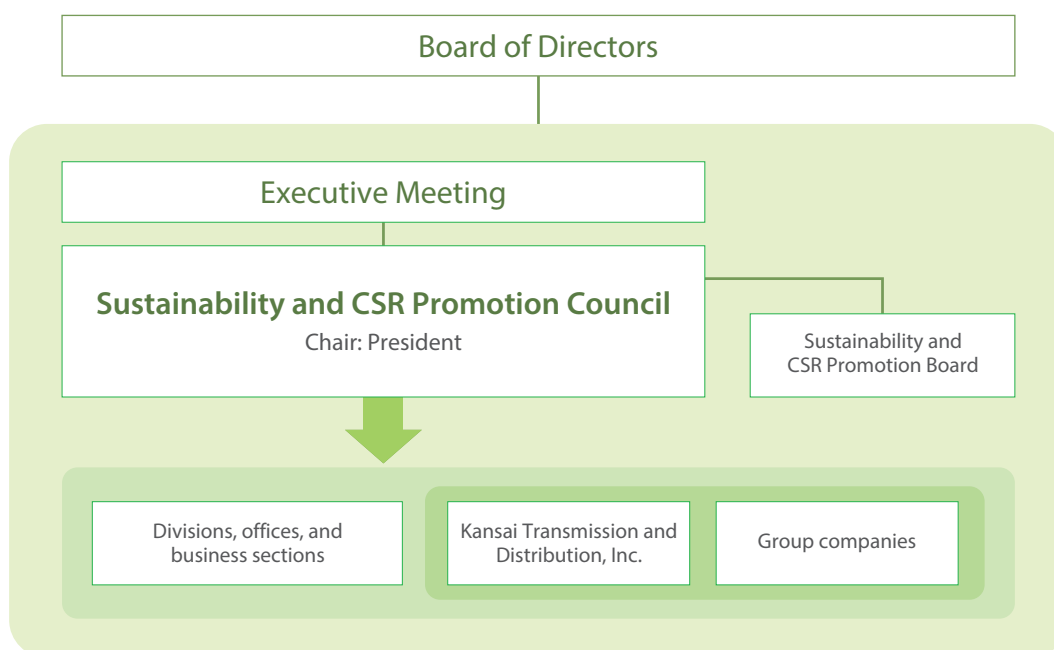 Board of Directors
Executive Meeting
Sustainability and CSR Promotion Council
Chair: President
Sustainability and
CSR Promotion Board
Divisions, offices, and
business sections
Kansai Transmission and
Distribution, Inc.
Group companies